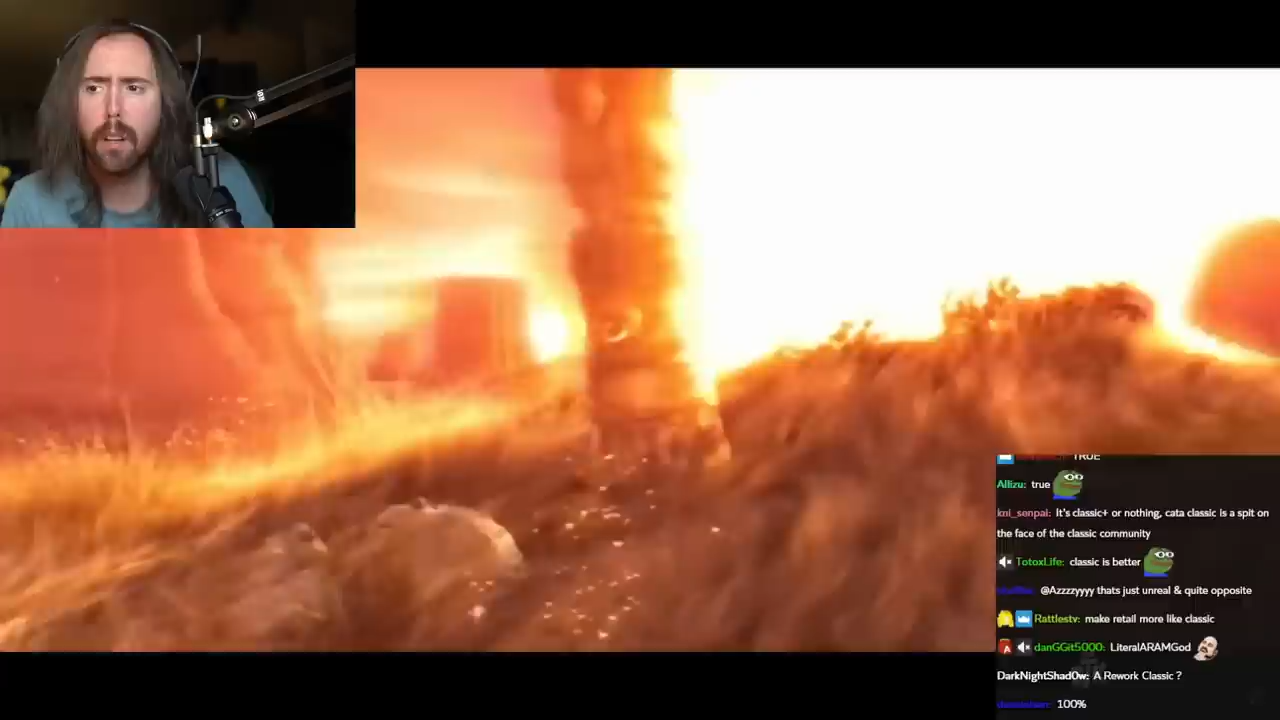 TRUE
Allizu: true
kni_senpai: It's classic+ or nothing, cata classic is a spit on
the face of the classic community
TotoxLife: classic is better
@Azzzzyyyy thats just unreal & quite opposite
Rattlestv: make retail more like classic
danGGit5000: LiteralARAMGod
DarkNightShad0w: A Rework Classic ?
100%